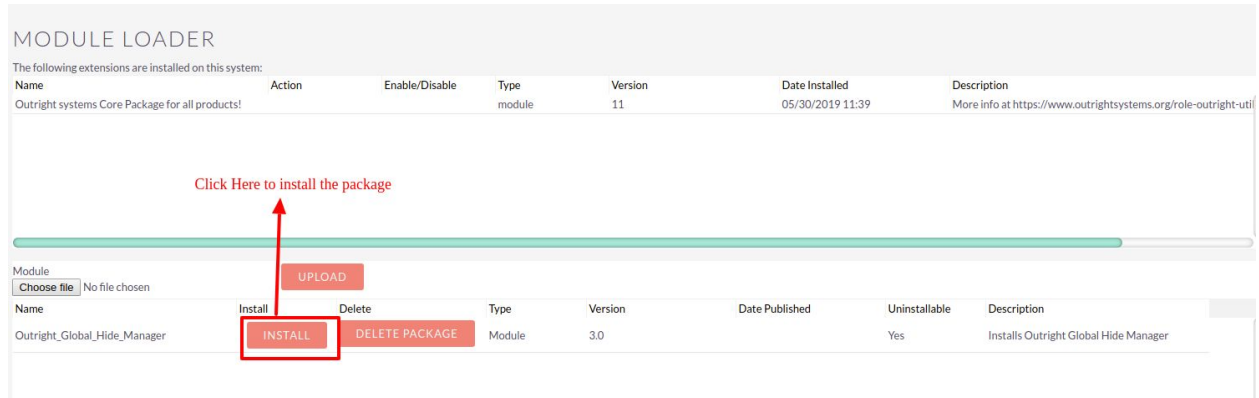 MODULE LOADER
The following extensions are installed on this system:
Name Action Enable/Disable Type Version Date Installed Description
Outright systems Core Package for all products! module 11 05/30/2019 11:39 More info at https://www.outrightsystems.org/role-outright-util
Click Here to install the package
Module
Choose file No file chosen UPLOAD
Name Install Delete Type Version Date Published Uninstallable Description
Outright_Global_Hide_Manager INSTALL DELETE PACKAGE Module 3.0 Yes Installs Outright Global Hide Manager